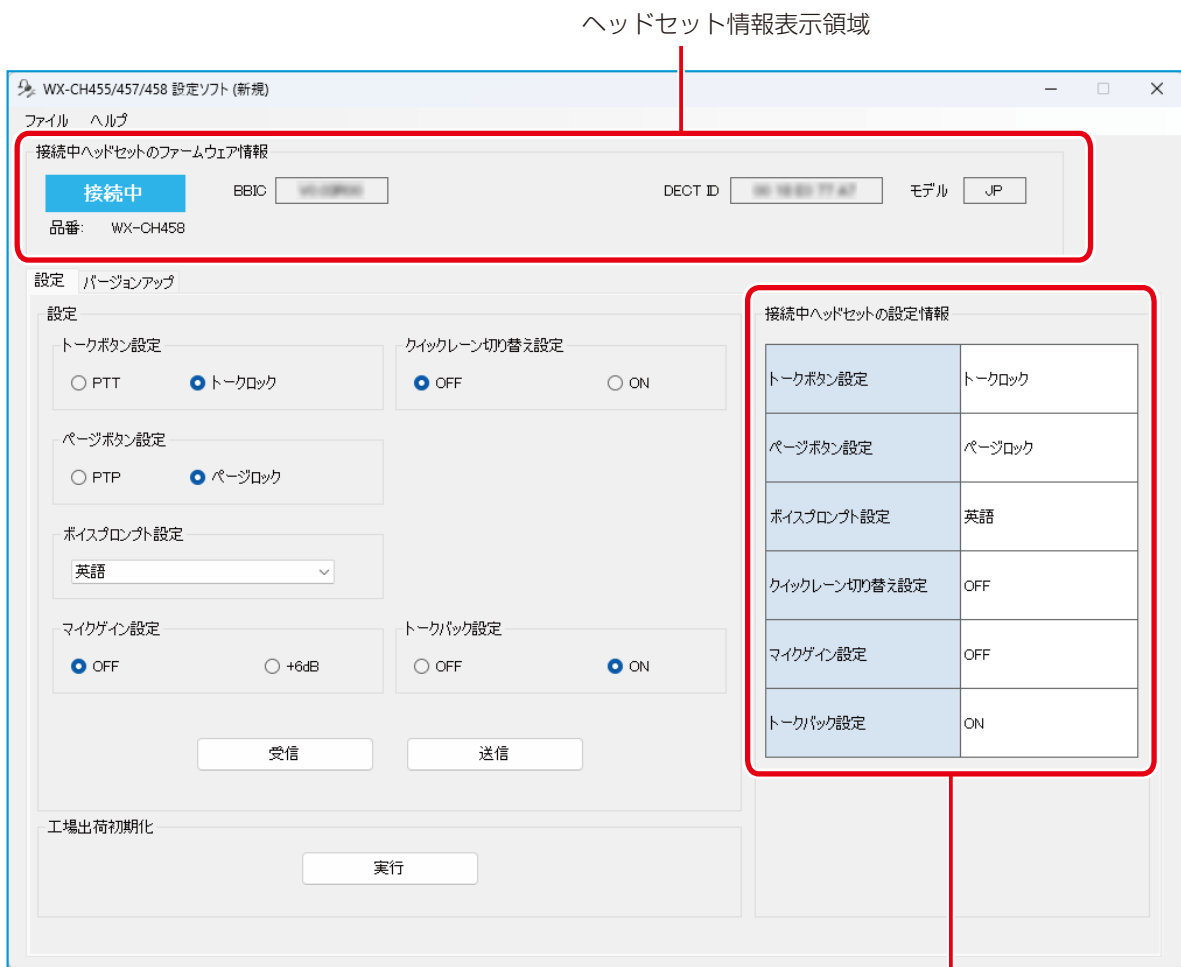 ヘッドセット情報表示領域
WX-CH455/457/458 設定ソフト (新規)
ファイル ヘルプ
接続中ヘッドセットのファームウェア情報
接続中 BBIC DECT ID モデル JP
品番: WX-CH458
設定 バージョンアップ
設定
トークボタン設定 クイックレーン切り替え設定
PTT トークロック OFF ON
ページボタン設定
PTP ページロック
ボイスプロンプト設定
英語
マイクゲイン設定 トークバック設定
OFF +6dB OFF ON
受信 送信
工場出荷初期化
実行
接続中ヘッドセットの設定情報
トークボタン設定 トークロック
ページボタン設定 ページロック
ボイスプロンプト設定 英語
クイックレーン切り替え設定 OFF
マイクゲイン設定 OFF
トークバック設定 ON